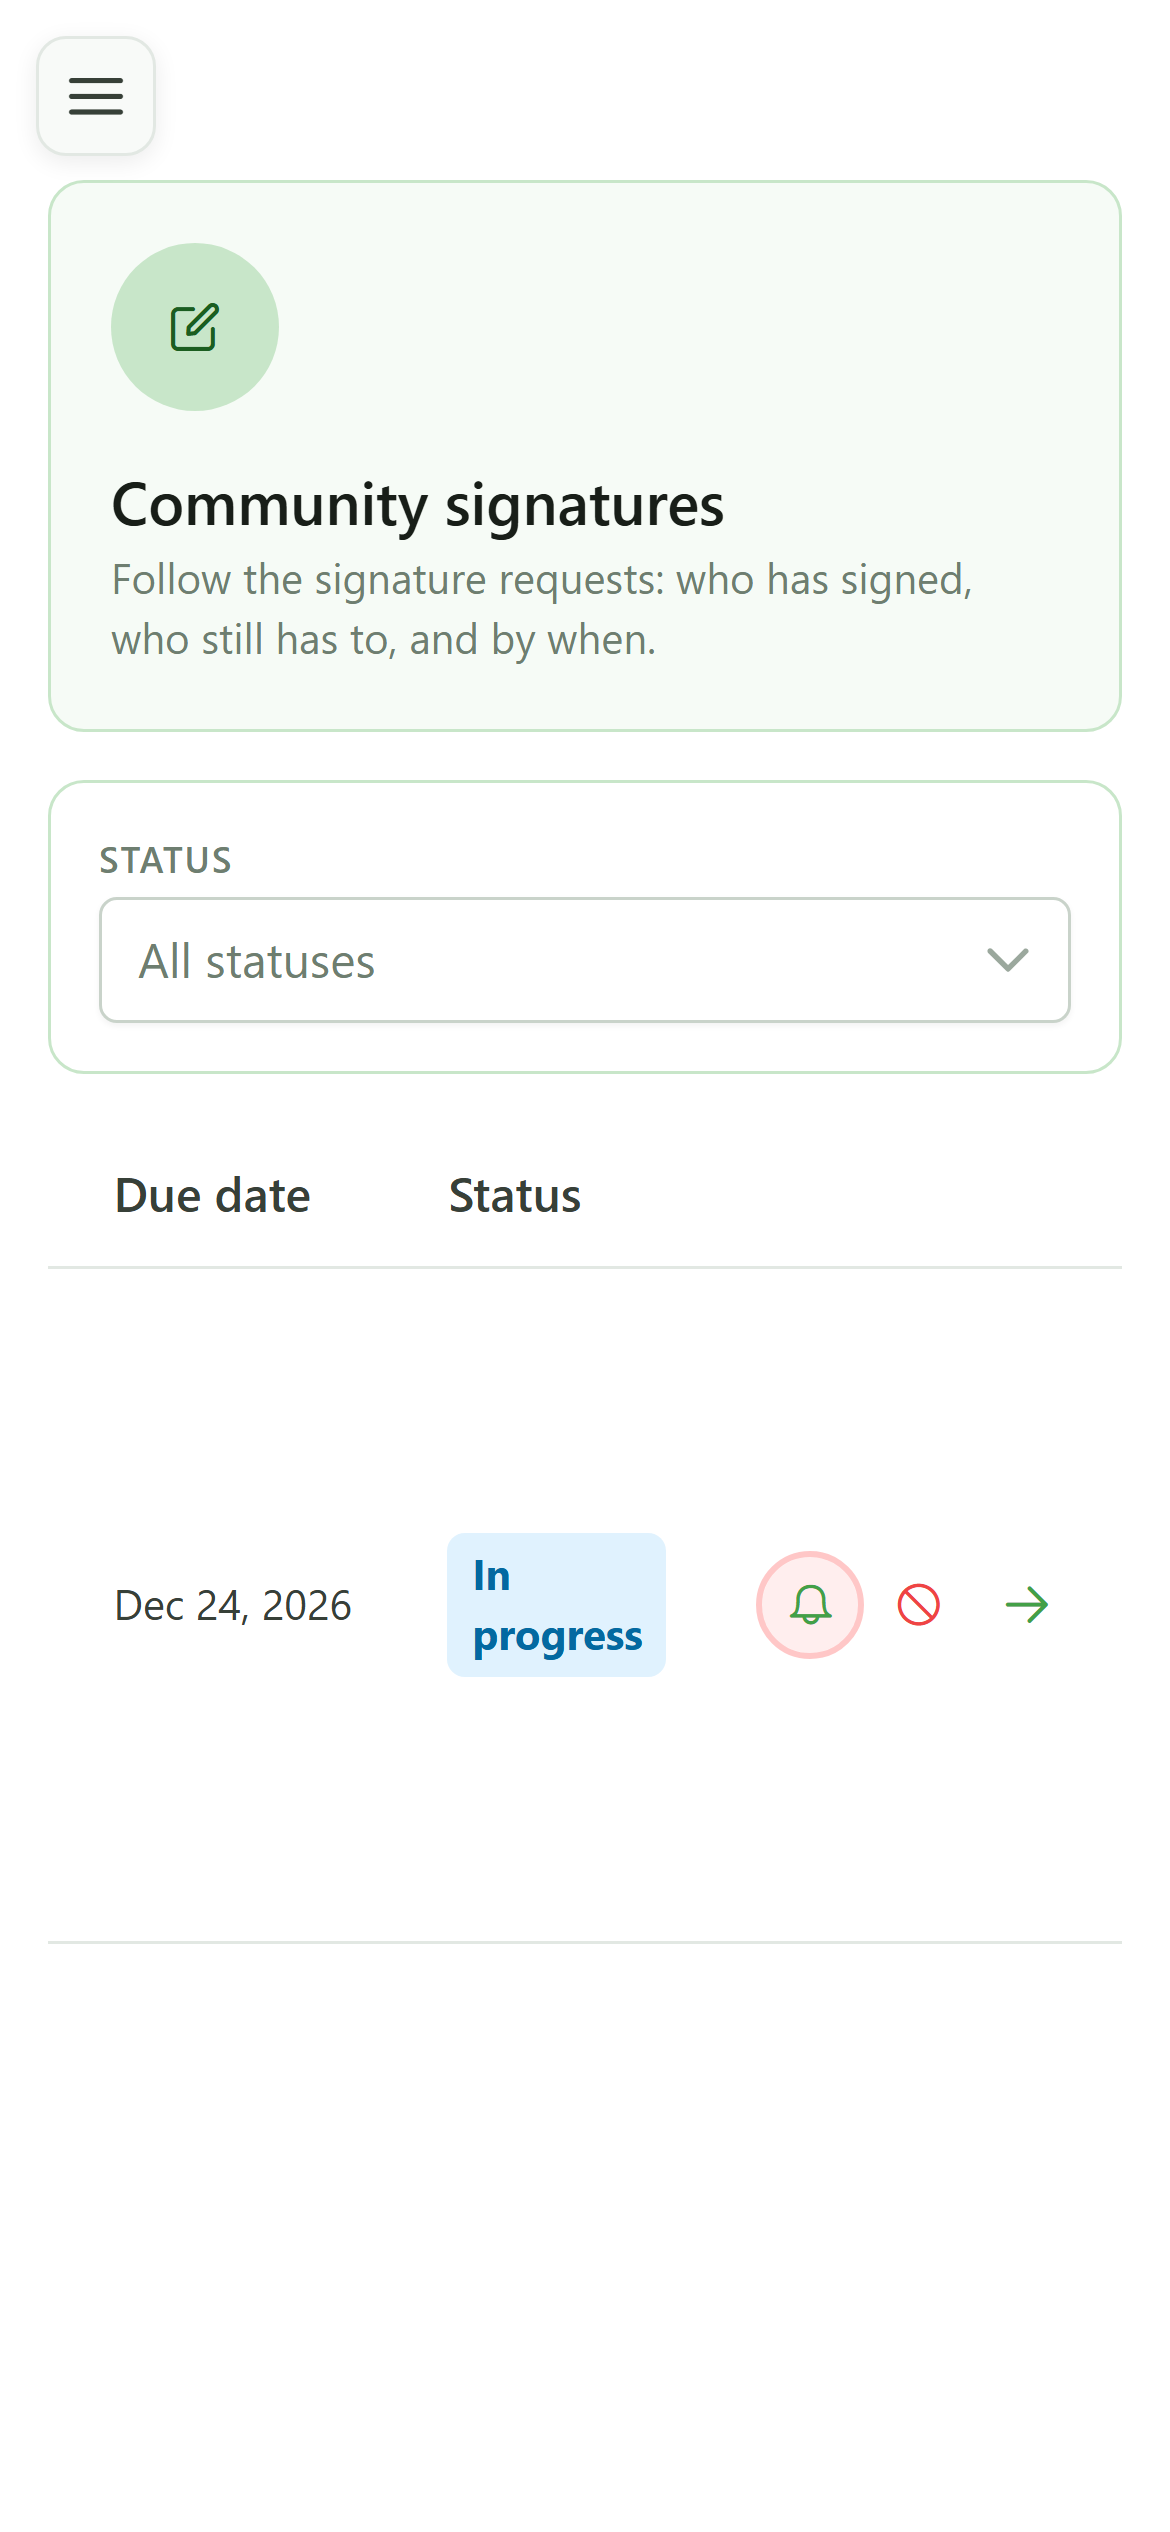 Community signatures
Follow the signature requests: who has signed,
who still has to, and by when.
STATUS
All statuses
Due date Status
Dec 24, 2026 In
progress